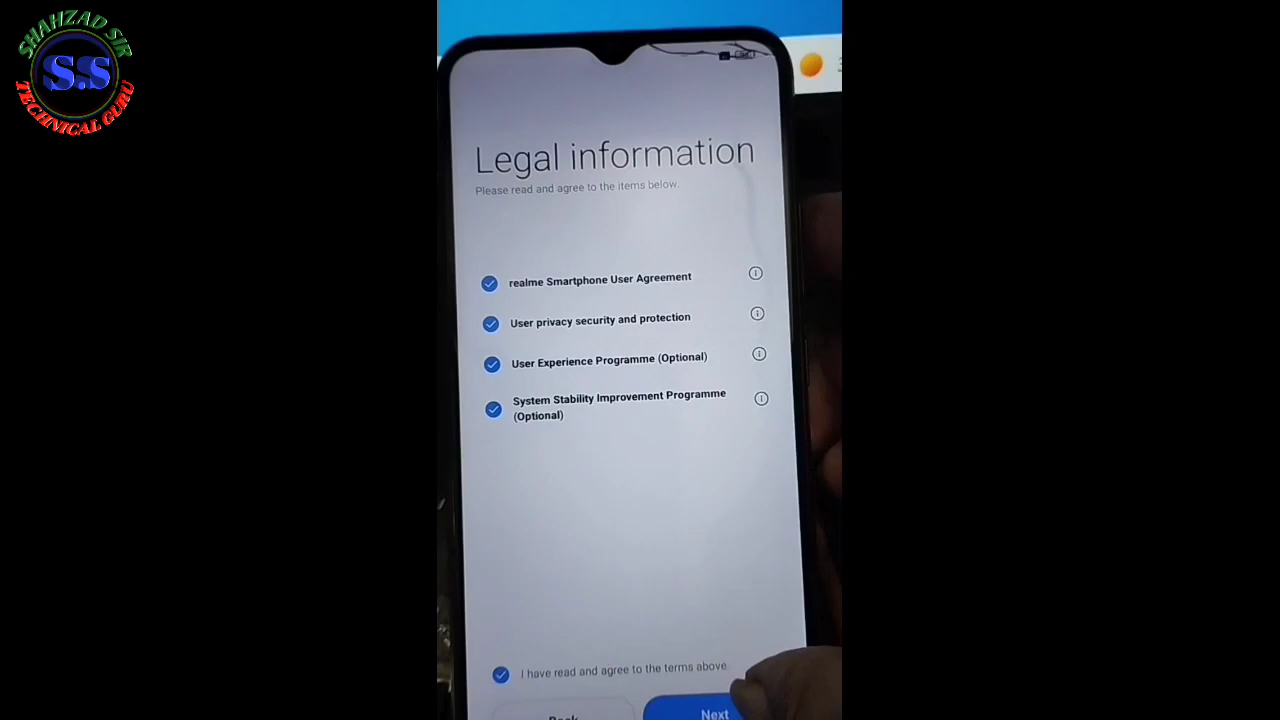 SHAHZAD SIR
S.S
TECHNICAL GURU
Legal information
Please read and agree to the items below.
realme Smartphone User Agreement
User privacy security and protection
User Experience Programme (Optional)
System Stability Improvement Programme
(Optional)
I have read and agree to the terms above
Back
Next